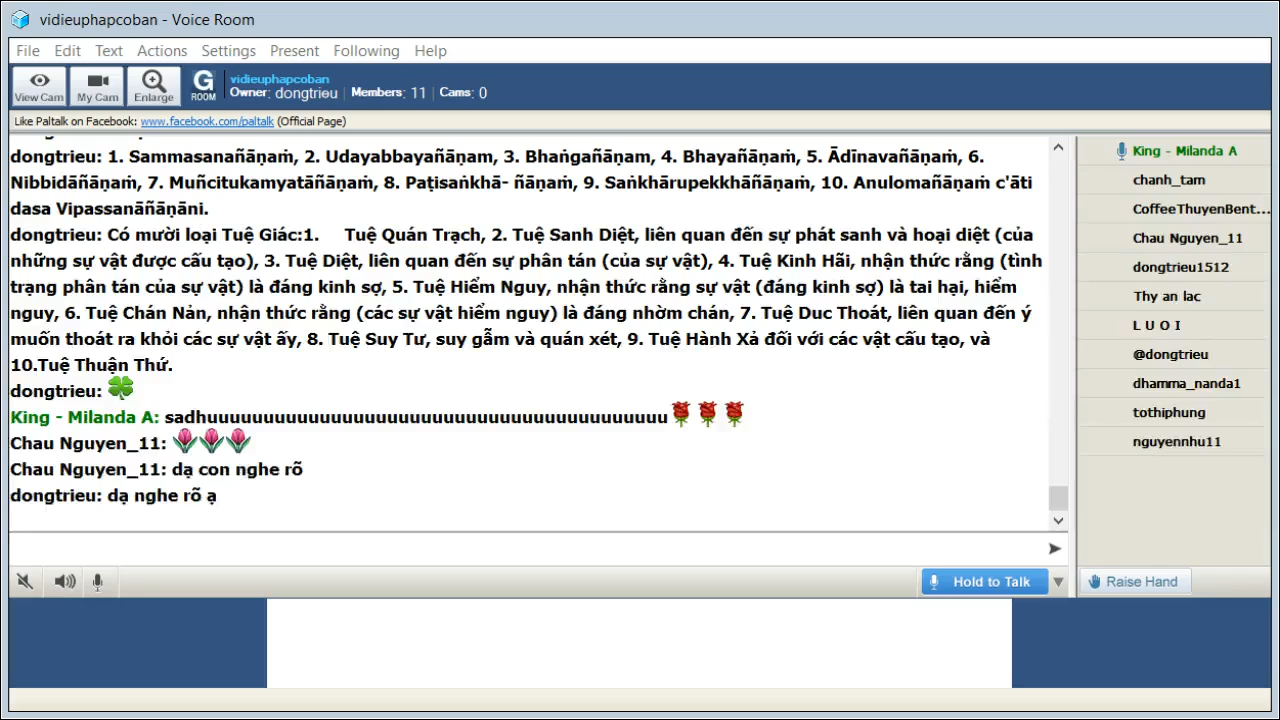 vidieuphapcoban - Voice Room
File Edit Text Actions Settings Present Following Help
View Cam My Cam Enlarge G ROOM
vidieuphapcoban
Owner: dongtrieu | Members: 11 | Cams: 0
Like Paltalk on Facebook: www.facebook.com/paltalk (Official Page)
dongtrieu: 1. Sammasanañāṇaṁ, 2. Udayabbayañāṇam, 3. Bhaṅgañāṇam, 4. Bhayañāṇaṁ, 5. Ādīnavañāṇaṁ, 6.
Nibbidāñāṇaṁ, 7. Muñcitukamyatāñāṇaṁ, 8. Paṭisaṅkhā- ñāṇaṁ, 9. Saṅkhārupekkhāñāṇaṁ, 10. Anulomañāṇaṁ c'āti
dasa Vipassanāñāṇāni.
dongtrieu: Có mười loại Tuệ Giác:1. Tuệ Quán Trạch, 2. Tuệ Sanh Diệt, liên quan đến sự phát sanh và hoại diệt (của
những sự vật được cấu tạo), 3. Tuệ Diệt, liên quan đến sự phân tán (của sự vật), 4. Tuệ Kinh Hãi, nhận thức rằng (tình
trạng phân tán của sự vật) là đáng kinh sợ, 5. Tuệ Hiểm Nguy, nhận thức rằng sự vật (đáng kinh sợ) là tai hại, hiểm
nguy, 6. Tuệ Chán Nản, nhận thức rằng (các sự vật hiểm nguy) là đáng nhờm chán, 7. Tuệ Duc Thoát, liên quan đến ý
muốn thoát ra khỏi các sự vật ấy, 8. Tuệ Suy Tư, suy gẫm và quán xét, 9. Tuệ Hành Xả đối với các vật cấu tạo, và
10.Tuệ Thuận Thứ.
dongtrieu:
King - Milanda A: sadhuuuuuuuuuuuuuuuuuuuuuuuuuuuuuuuuuuuuuuuuu
Chau Nguyen_11:
Chau Nguyen_11: dạ con nghe rõ
dongtrieu: dạ nghe rõ ạ
Hold to Talk
King - Milanda A
chanh_tam
CoffeeThuyenBent...
Chau Nguyen_11
dongtrieu1512
Thy an lac
L U O I
@dongtrieu
dhamma_nanda1
tothiphung
nguyennhu11
Raise Hand